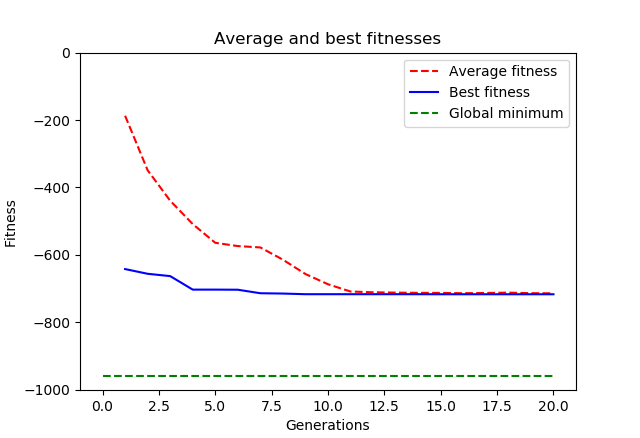 Average and best fitnesses
Average fitness
Best fitness
Global minimum
Fitness
0
−200
−400
−600
−800
−1000
0.0 2.5 5.0 7.5 10.0 12.5 15.0 17.5 20.0
Generations